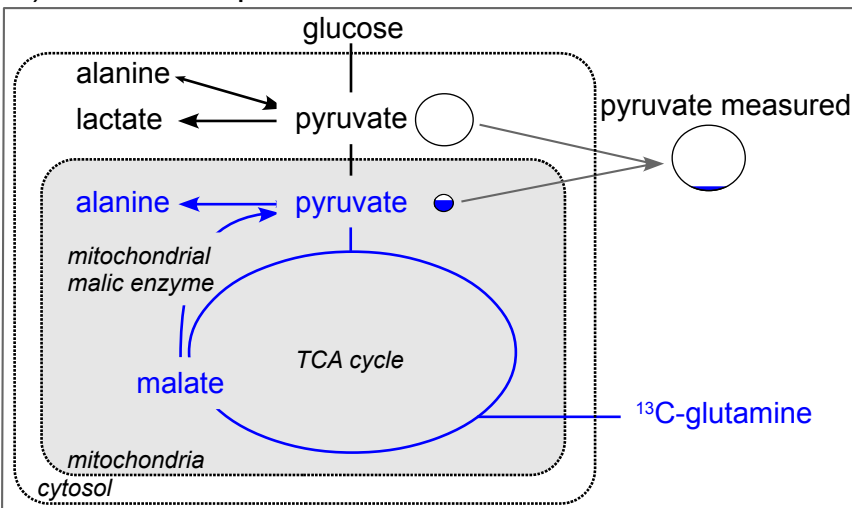 glucose
alanine
lactate
pyruvate
pyruvate measured
alanine
pyruvate
mitochondrial
malic enzyme
TCA cycle
malate
¹³C-glutamine
mitochondria
cytosol